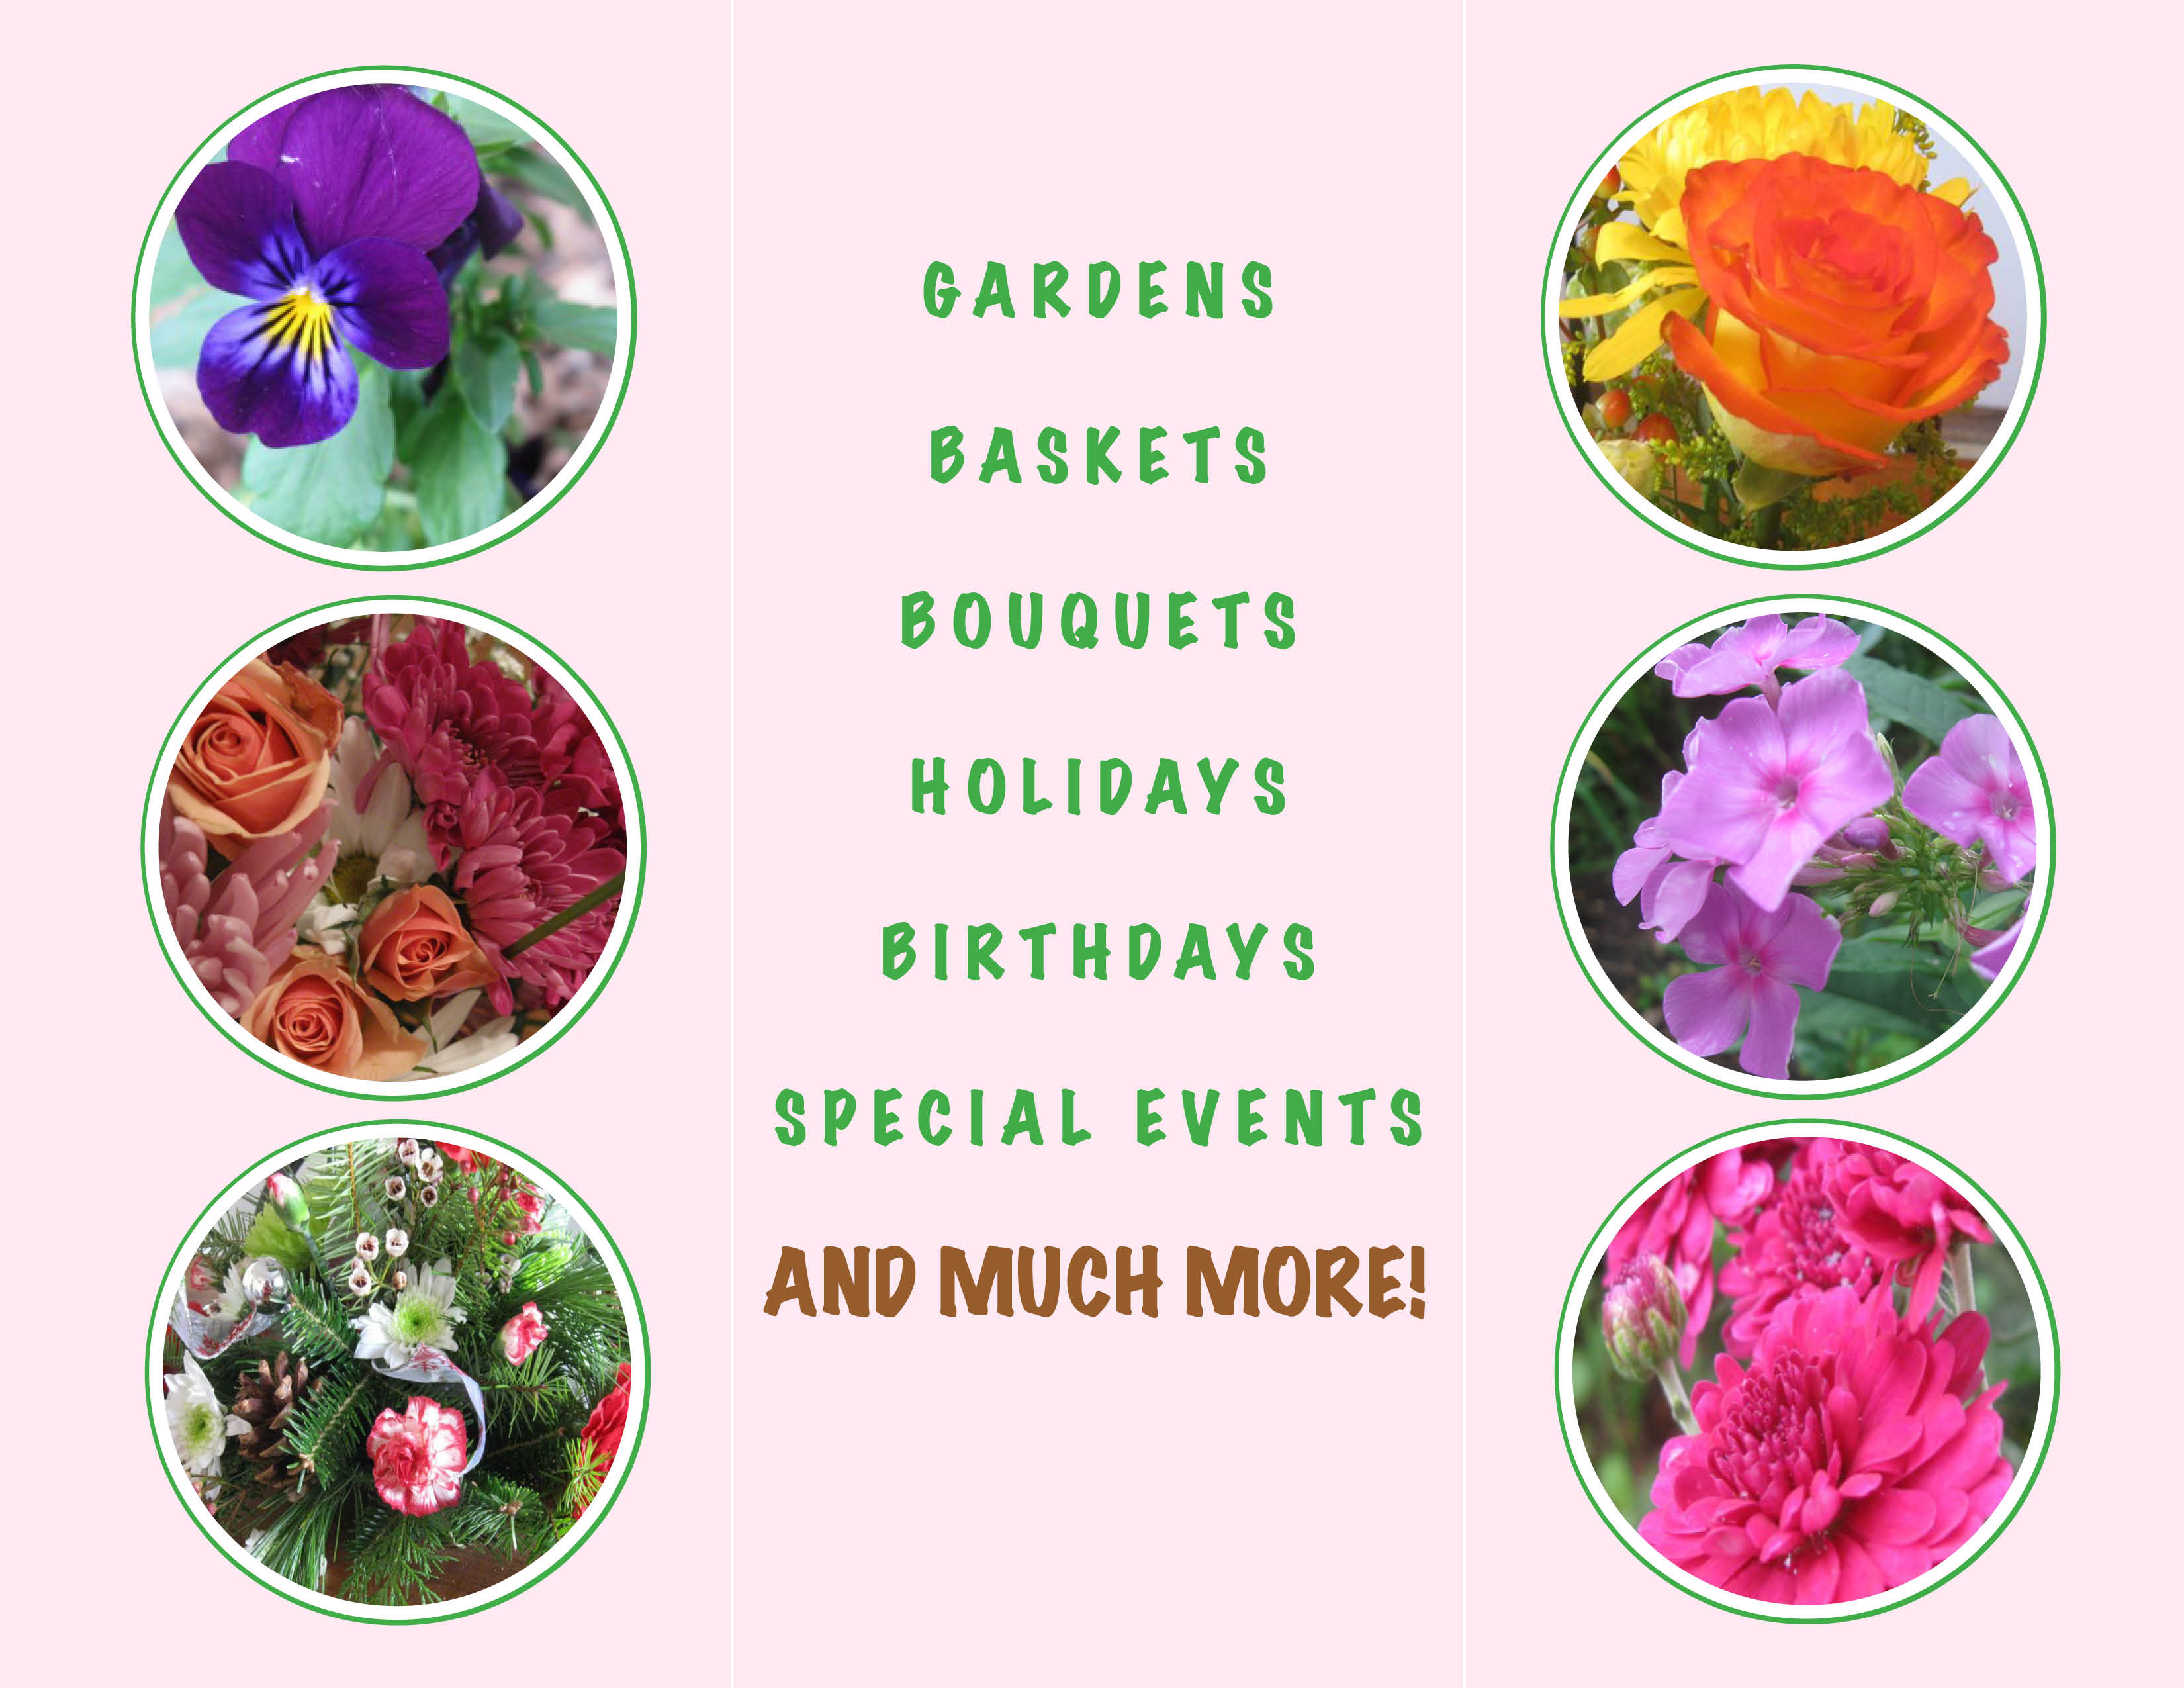 GARDENS
BASKETS
BOUQUETS
HOLIDAYS
BIRTHDAYS
SPECIAL EVENTS
AND MUCH MORE!